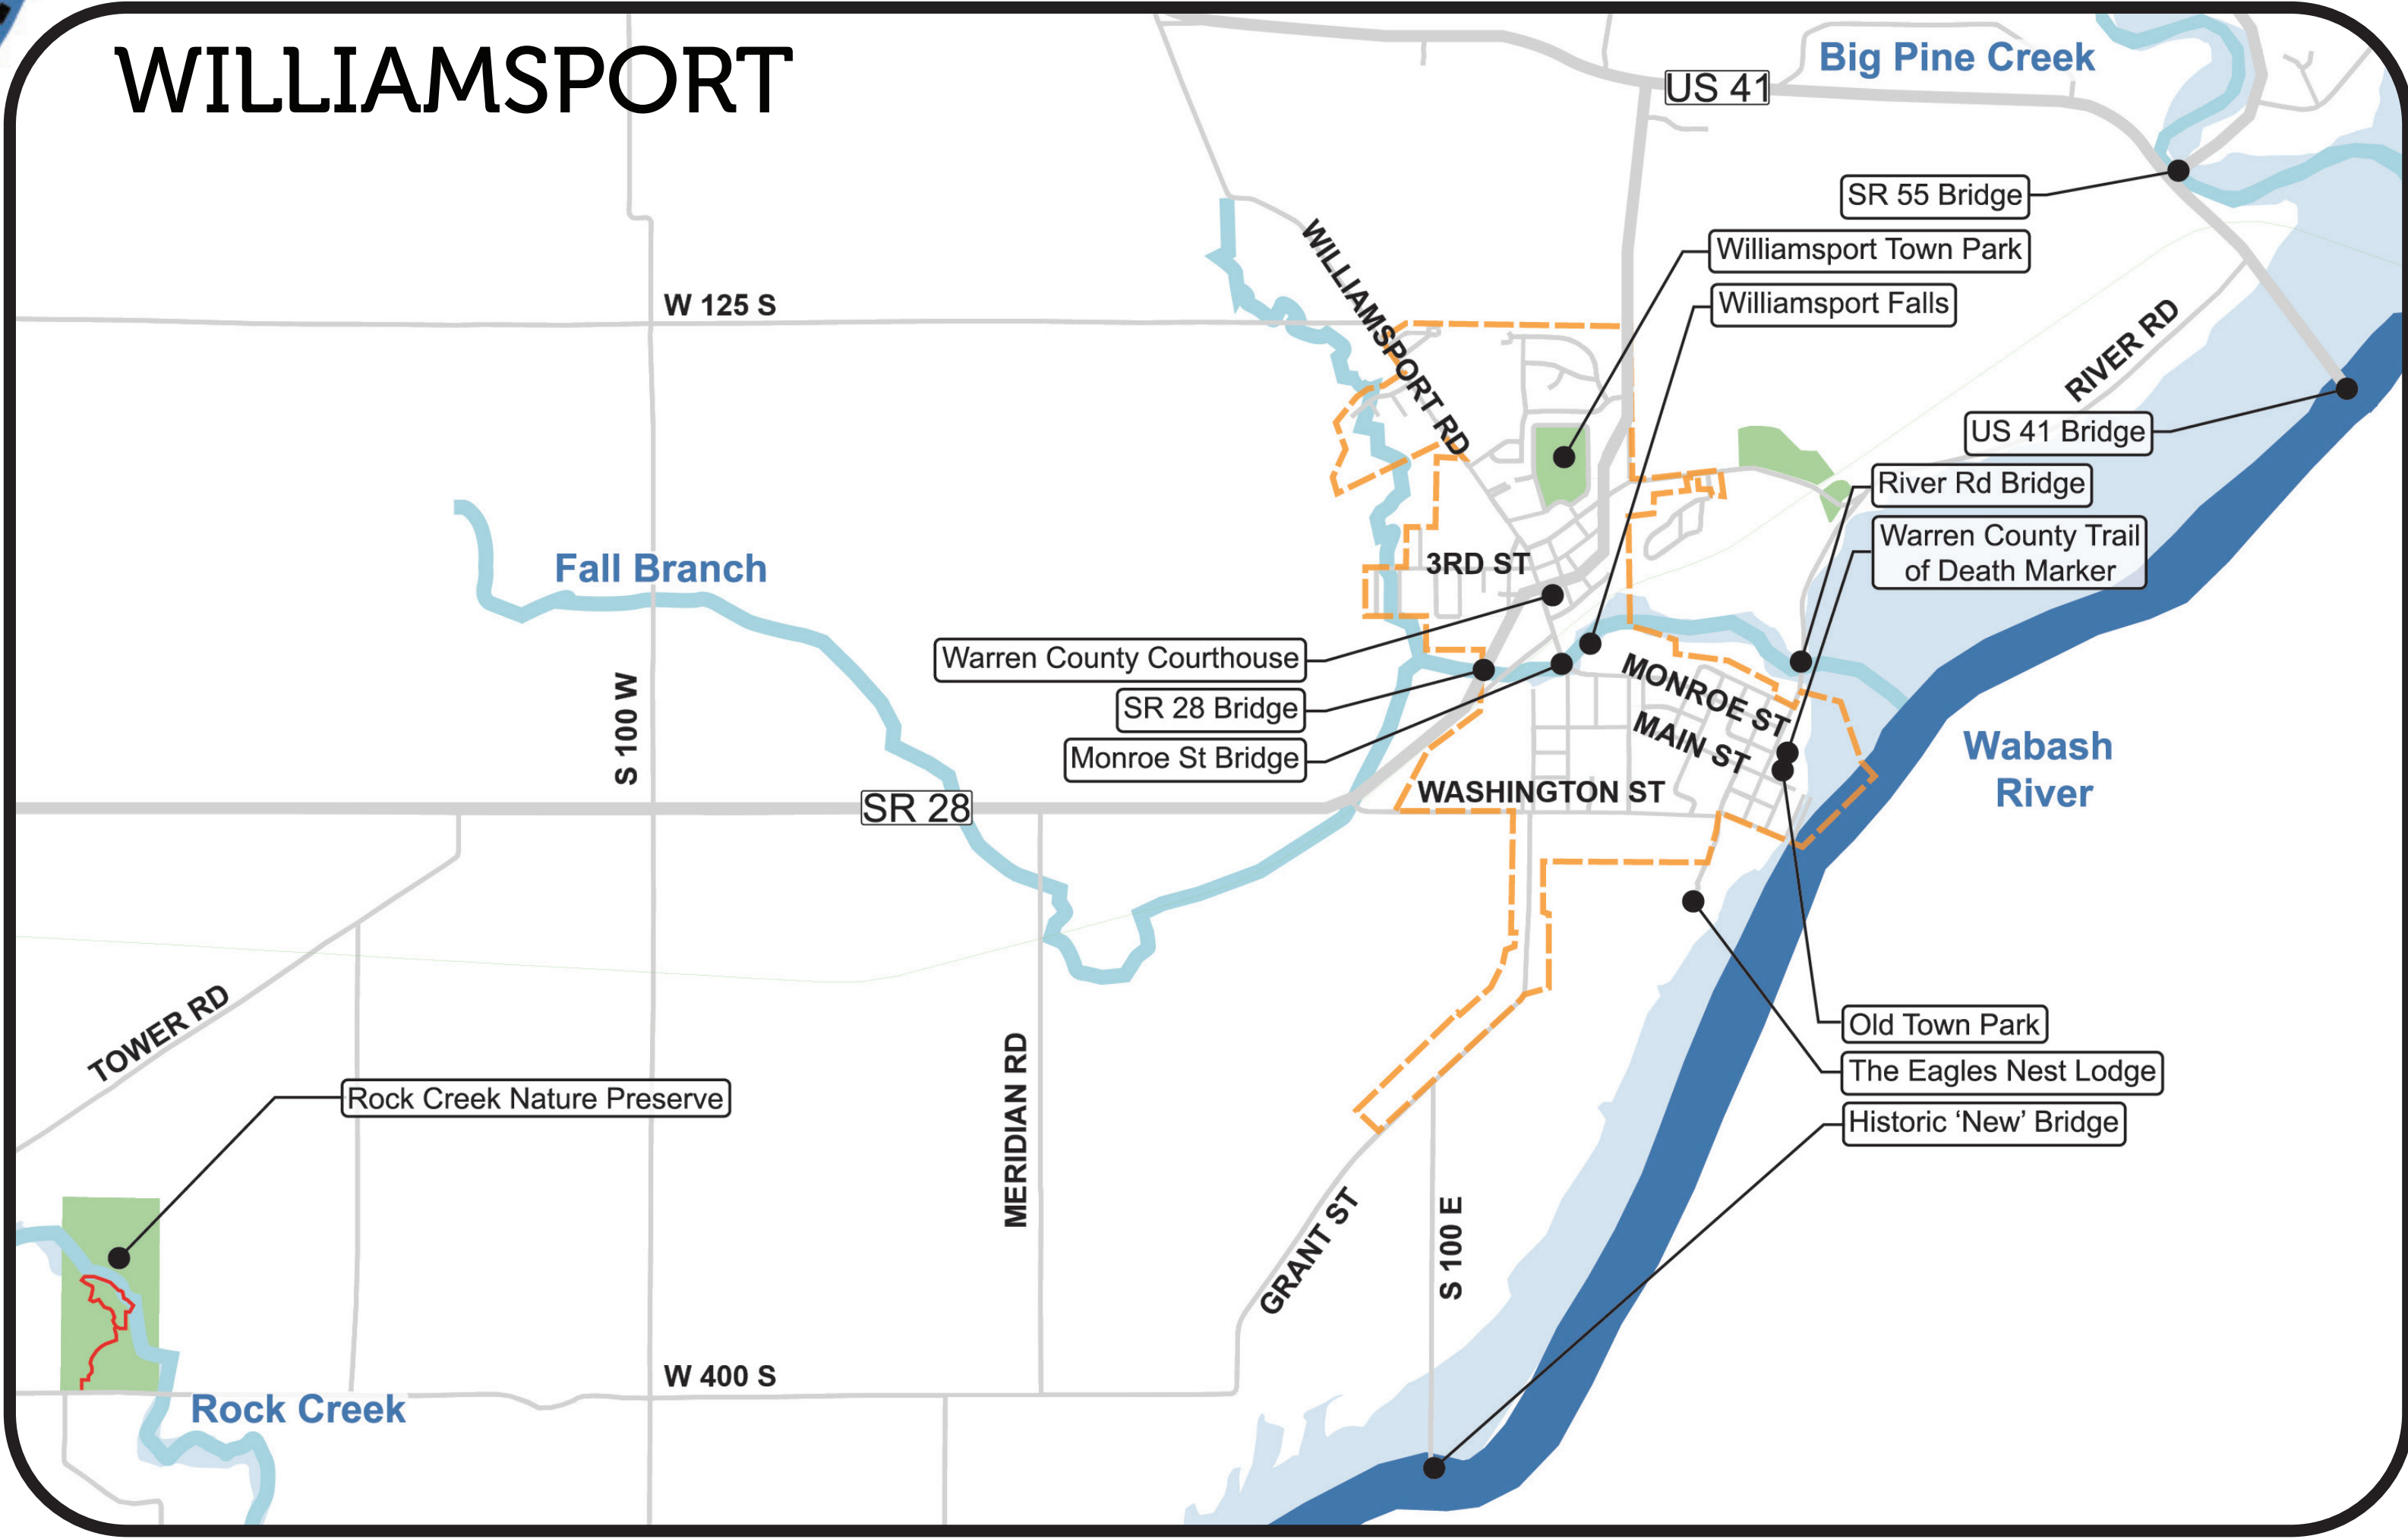 WILLIAMSPORT
US 41
Big Pine Creek
SR 55 Bridge
Williamsport Town Park
Williamsport Falls
WILLIAMSPORT RD
W 125 S
RIVER RD
US 41 Bridge
River Rd Bridge
Warren County Trail
of Death Marker
Fall Branch
3RD ST
Warren County Courthouse
SR 28 Bridge
Monroe St Bridge
MONROE ST
MAIN ST
S 100 W
Wabash
River
WASHINGTON ST
SR 28
TOWER RD
Old Town Park
The Eagles Nest Lodge
Historic ‘New’ Bridge
Rock Creek Nature Preserve
MERIDIAN RD
GRANT ST
S 100 E
W 400 S
Rock Creek